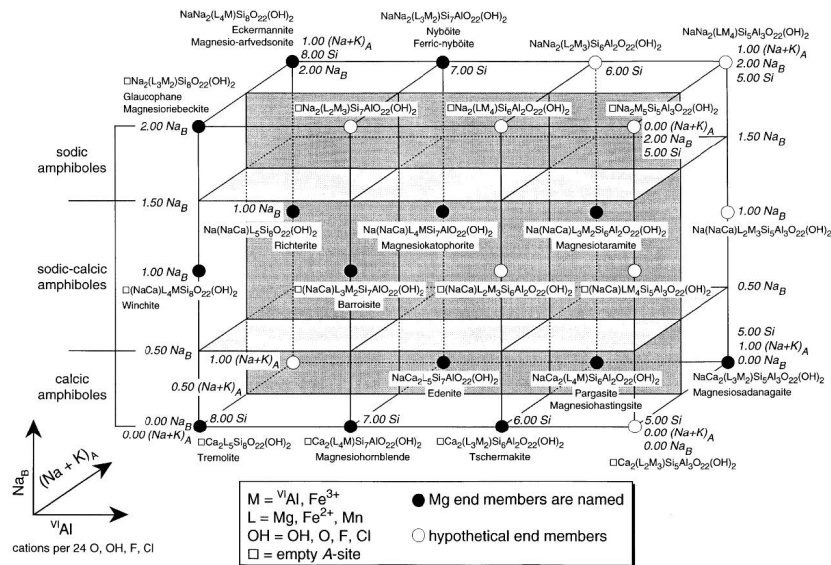 NaNa₂(L₄M)Si₈O₂₂(OH)₂
Eckermannite
Magnesio-arfvedsonite
NaNa₂(L₃M₂)Si₇AlO₂₂(OH)₂
Nyböite
Ferric-nyböite
NaNa₂(L₂M₃)Si₆Al₂O₂₂(OH)₂
NaNa₂(LM₄)Si₅Al₃O₂₂(OH)₂
1.00 (Na+K)A
8.00 Si
2.00 NaB
7.00 Si
6.00 Si
1.00 (Na+K)A
2.00 NaB
5.00 Si
□Na₂(L₃M₂)Si₈O₂₂(OH)₂
Glaucophane
Magnesioriebeckite
□Na₂(L₂M₃)Si₇AlO₂₂(OH)₂
□Na₂(LM₄)Si₆Al₂O₂₂(OH)₂
□Na₂M₅Si₅Al₃O₂₂(OH)₂
2.00 NaB
0.00 (Na+K)A
2.00 NaB
5.00 Si
1.50 NaB
sodic
amphiboles
1.50 NaB
1.00 NaB
1.00 NaB
Na(NaCa)L₅Si₈O₂₂(OH)₂
Richterite
Na(NaCa)L₄MSi₇AlO₂₂(OH)₂
Magnesiokatophorite
Na(NaCa)L₃M₂Si₆Al₂O₂₂(OH)₂
Magnesiotaramite
Na(NaCa)L₂M₃Si₅Al₃O₂₂(OH)₂
sodic-calcic
amphiboles
1.00 NaB
□(NaCa)L₄MSi₈O₂₂(OH)₂
Winchite
□(NaCa)L₃M₂Si₇AlO₂₂(OH)₂
Barroisite
□(NaCa)L₂M₃Si₆Al₂O₂₂(OH)₂
□(NaCa)LM₄Si₅Al₃O₂₂(OH)₂
0.50 NaB
0.50 NaB
5.00 Si
1.00 (Na+K)A
0.00 NaB
1.00 (Na+K)A
calcic
amphiboles
0.50 (Na+K)A
NaCa₂L₅Si₇AlO₂₂(OH)₂
Edenite
NaCa₂(L₄M)Si₆Al₂O₂₂(OH)₂
Pargasite
Magnesiohastingsite
NaCa₂(L₃M₂)Si₅Al₃O₂₂(OH)₂
Magnesiosadanagaite
0.00 NaB
0.00 (Na+K)A
8.00 Si
7.00 Si
6.00 Si
5.00 Si
0.00 (Na+K)A
0.00 NaB
□Ca₂L₅Si₈O₂₂(OH)₂
Tremolite
□Ca₂(L₄M)Si₇AlO₂₂(OH)₂
Magnesiohornblende
□Ca₂(L₃M₂)Si₆Al₂O₂₂(OH)₂
Tschermakite
□Ca₂(L₂M₃)Si₅Al₃O₂₂(OH)₂
NaB
(Na + K)A
VIAl
cations per 24 O, OH, F, Cl
M = VIAl, Fe³⁺
L = Mg, Fe²⁺, Mn
OH = OH, O, F, Cl
□ = empty A-site
● Mg end members are named
○ hypothetical end members